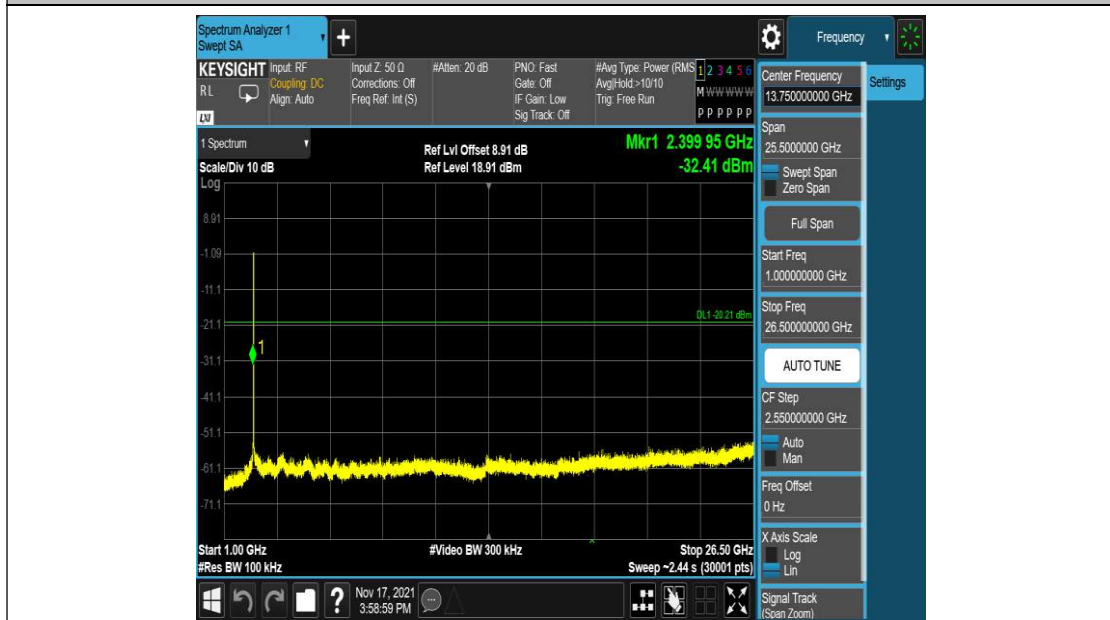 Spectrum Analyzer 1
Swept SA
+
Frequency
KEYSIGHT
RL
LXI
Input: RF
Coupling: DC
Align: Auto
Input Z: 50 Ω
Corrections: Off
Freq Ref: Int (S)
#Atten: 20 dB
PNO: Fast
Gate: Off
IF Gain: Low
Sig Track: Off
#Avg Type: Power (RMS
Avg|Hold:>10/10
Trig: Free Run
1 2 3 4 5 6
M W W W W W
P P P P P P
1 Spectrum
Scale/Div 10 dB
Log
Ref Lvl Offset 8.91 dB
Ref Level 18.91 dBm
Mkr1 2.399 95 GHz
-32.41 dBm
8.91
-1.09
-11.1
DL1 -20.21 dBm
-21.1
1
-31.1
-41.1
-51.1
-61.1
-71.1
Start 1.00 GHz
#Res BW 100 kHz
#Video BW 300 kHz
Stop 26.50 GHz
Sweep ~2.44 s (30001 pts)
?
Nov 17, 2021
3:58:59 PM
Center Frequency
13.750000000 GHz
Settings
Span
25.5000000 GHz
Swept Span
Zero Span
Full Span
Start Freq
1.000000000 GHz
Stop Freq
26.500000000 GHz
AUTO TUNE
CF Step
2.550000000 GHz
Auto
Man
Freq Offset
0 Hz
X Axis Scale
Log
Lin
Signal Track
(Span Zoom)